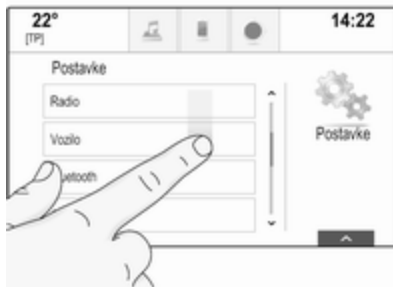 22°
14:22
[TP]
Postavke
Radio
Vozilo
uetooth
Postavke